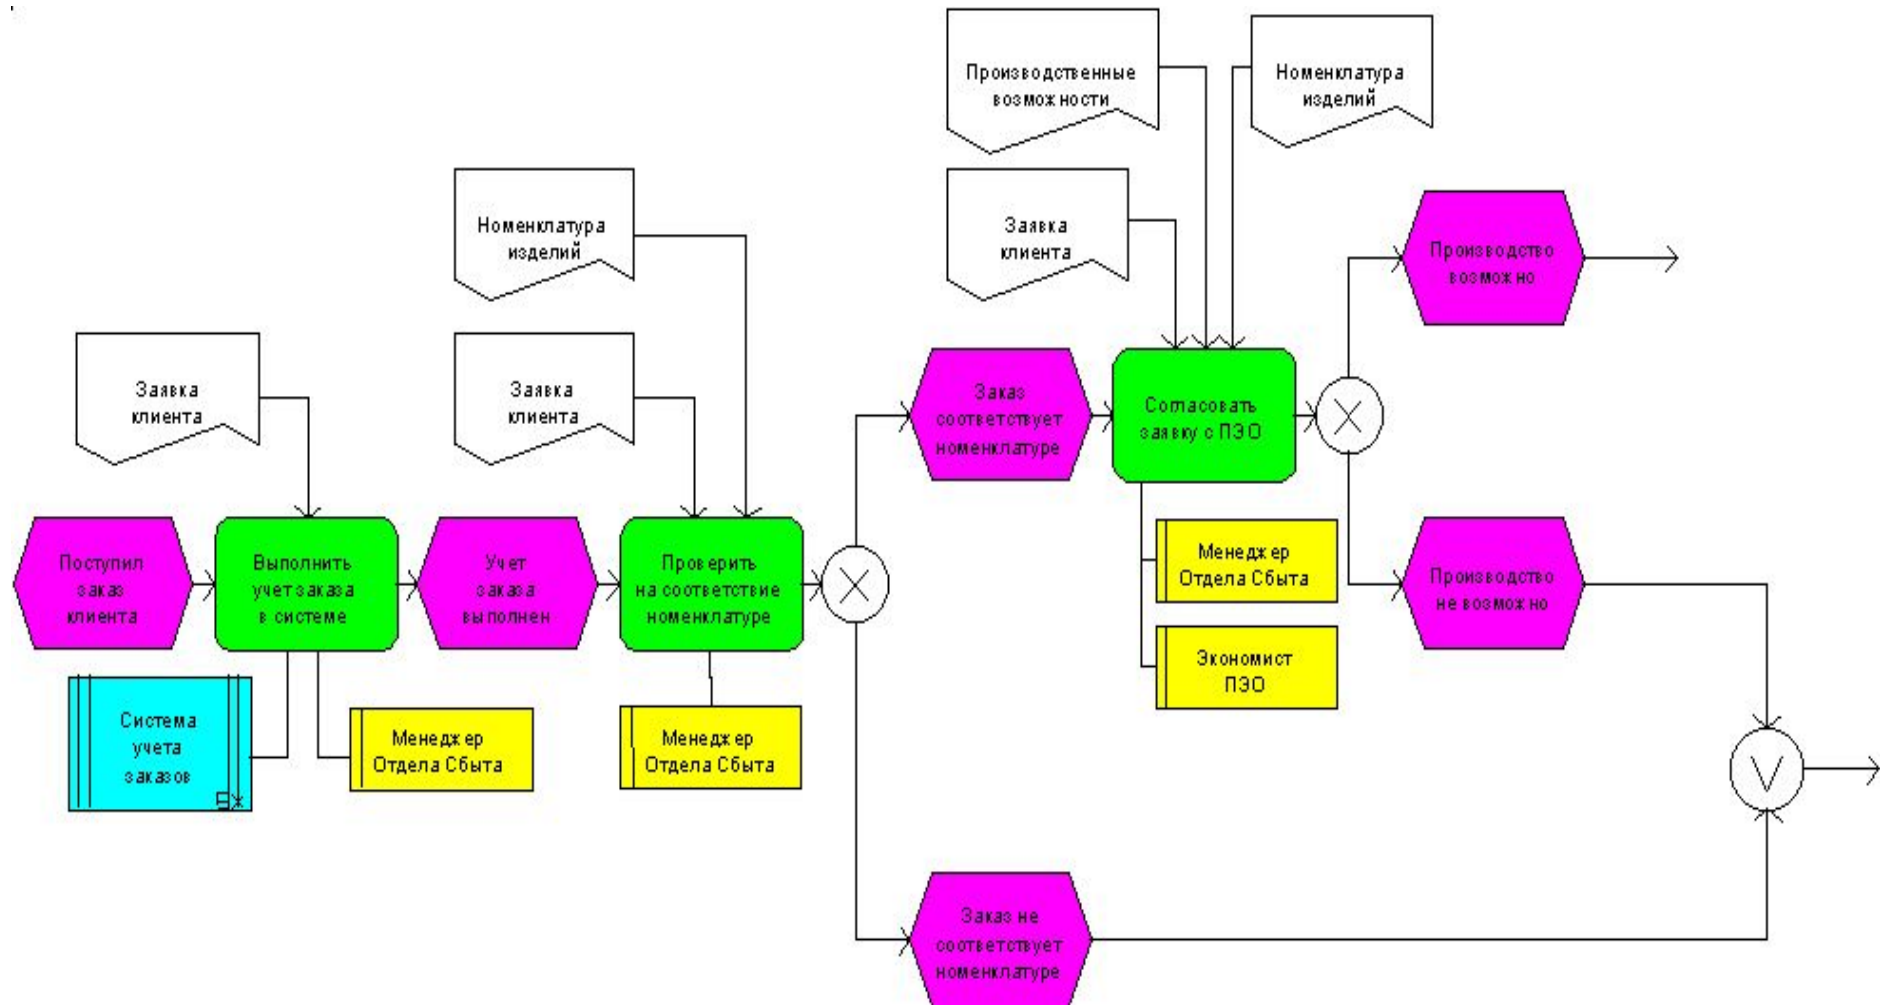 Производственные
возможности
Номенклатура
изделий
Номенклатура
изделий
Заявка
клиента
Производство
возможно
Заявка
клиента
Заявка
клиента
Заказ
соответствует
номенклатуре
Согласовать
заявку с ПЭО
X
Поступил
заказ
клиента
Выполнить
учет заказа
в системе
Учет
заказа
выполнен
Проверить
на соответствие
номенклатуре
X
Менеджер
Отдела Сбыта
Производство
не возможно
Экономист
ПЭО
Система
учета
заказов
Менеджер
Отдела Сбыта
Менеджер
Отдела Сбыта
V
Заказ не
соответствует
номенклатуре